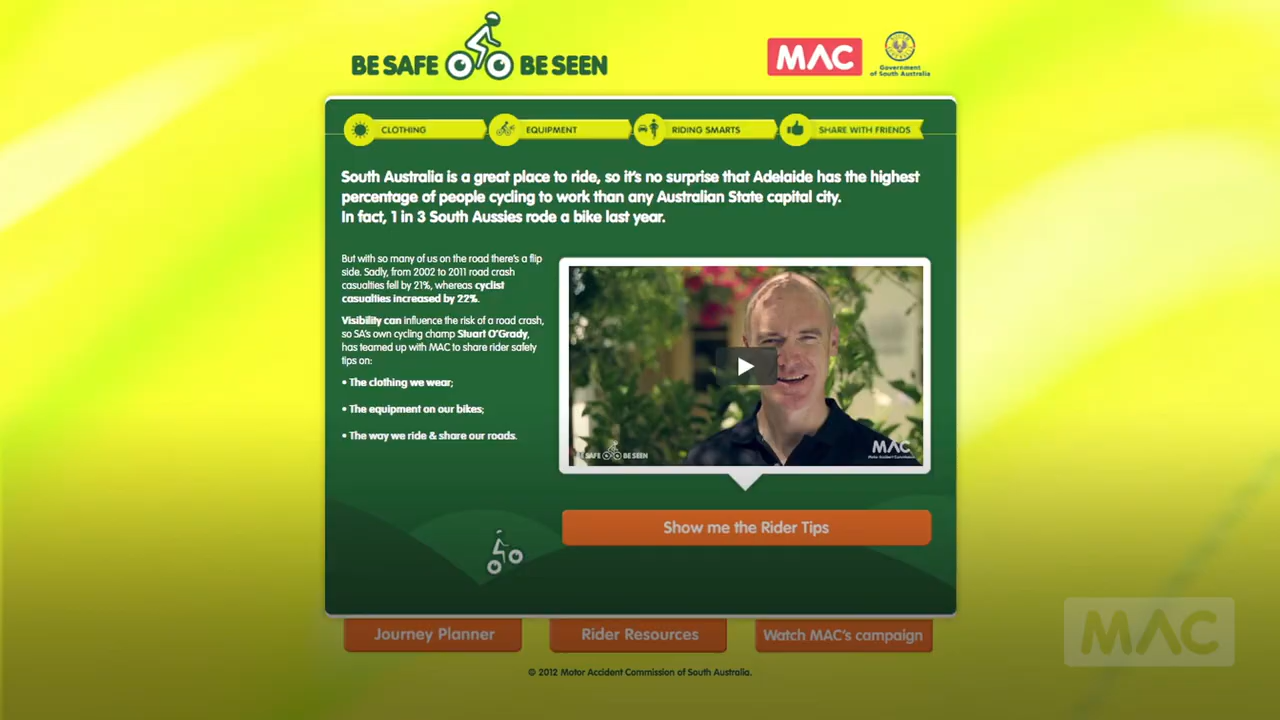 BE SAFE BE SEEN
MAC
Government
of South Australia
CLOTHING
EQUIPMENT
RIDING SMARTS
SHARE WITH FRIENDS
South Australia is a great place to ride, so it's no surprise that Adelaide has the highest
percentage of people cycling to work than any Australian State capital city.
In fact, 1 in 3 South Aussies rode a bike last year.
But with so many of us on the road there's a flip
side. Sadly, from 2002 to 2011 road crash
casualties fell by 21%, whereas cyclist
casualties increased by 22%.
Visibility can influence the risk of a road crash,
so SA's own cycling champ Stuart O'Grady,
has teamed up with MAC to share rider safety
tips on:
• The clothing we wear;
• The equipment on our bikes;
• The way we ride & share our roads.
BE SAFE BE SEEN
MAC
Motor Accident Commission
Show me the Rider Tips
Journey Planner
Rider Resources
Watch MAC's campaign
MAC
© 2012 Motor Accident Commission of South Australia.